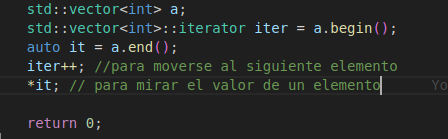 std::vector<int> a;
std::vector<int>::iterator iter = a.begin();
auto it = a.end();
iter++; //para moverse al siguiente elemento
*it; // para mirar el valor de un elemento Yo
return 0;